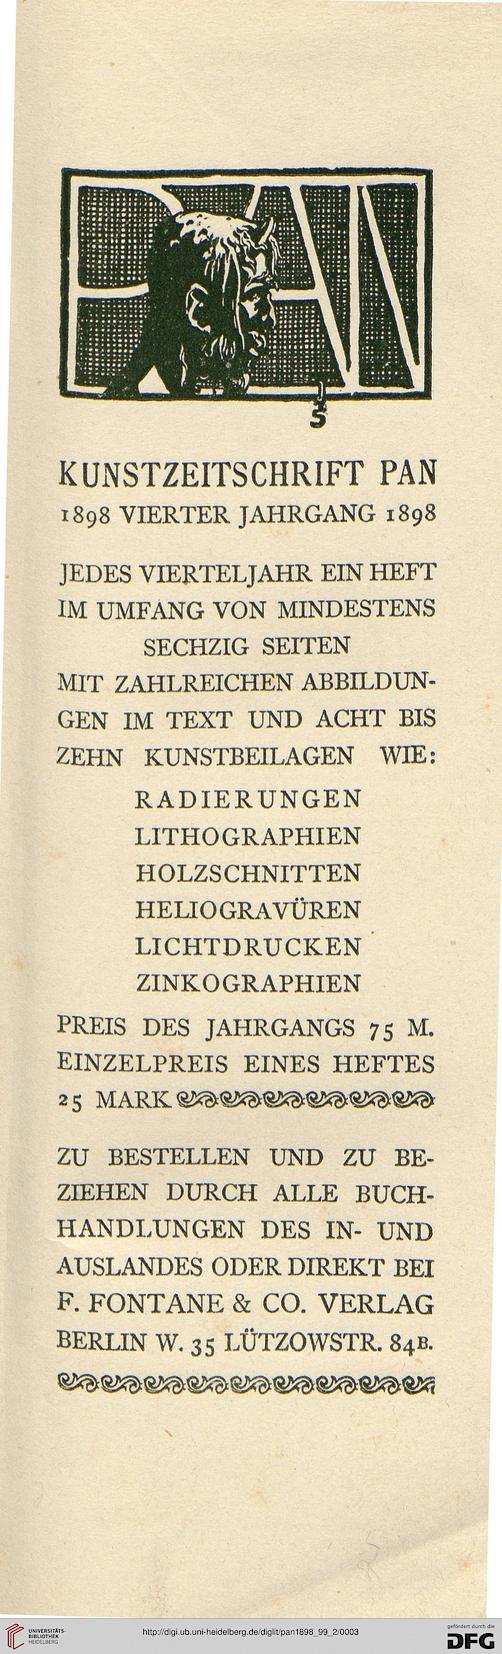 PAN
KUNSTZEITSCHRIFT PAN
1898 VIERTER JAHRGANG 1898
JEDES VIERTELJAHR EIN HEFT
IM UMFANG VON MINDESTENS
SECHZIG SEITEN
MIT ZAHLREICHEN ABBILDUN-
GEN IM TEXT UND ACHT BIS
ZEHN KUNSTBEILAGEN WIE:
RADIERUNGEN
LITHOGRAPHIEN
HOLZSCHNITTEN
HELIOGRAVÜREN
LICHTDRUCKEN
ZINKOGRAPHIEN
PREIS DES JAHRGANGS 75 M.
EINZELPREIS EINES HEFTES
25 MARK
ZU BESTELLEN UND ZU BE-
ZIEHEN DURCH ALLE BUCH-
HANDLUNGEN DES IN- UND
AUSLANDES ODER DIREKT BEI
F. FONTANE & CO. VERLAG
BERLIN W. 35 LÜTZOWSTR. 84B.
UNIVERSITÄTS-
BIBLIOTHEK
HEIDELBERG
http://digi.ub.uni-heidelberg.de/diglit/pan1898_99_2/0003
gefördert durch die
DFG